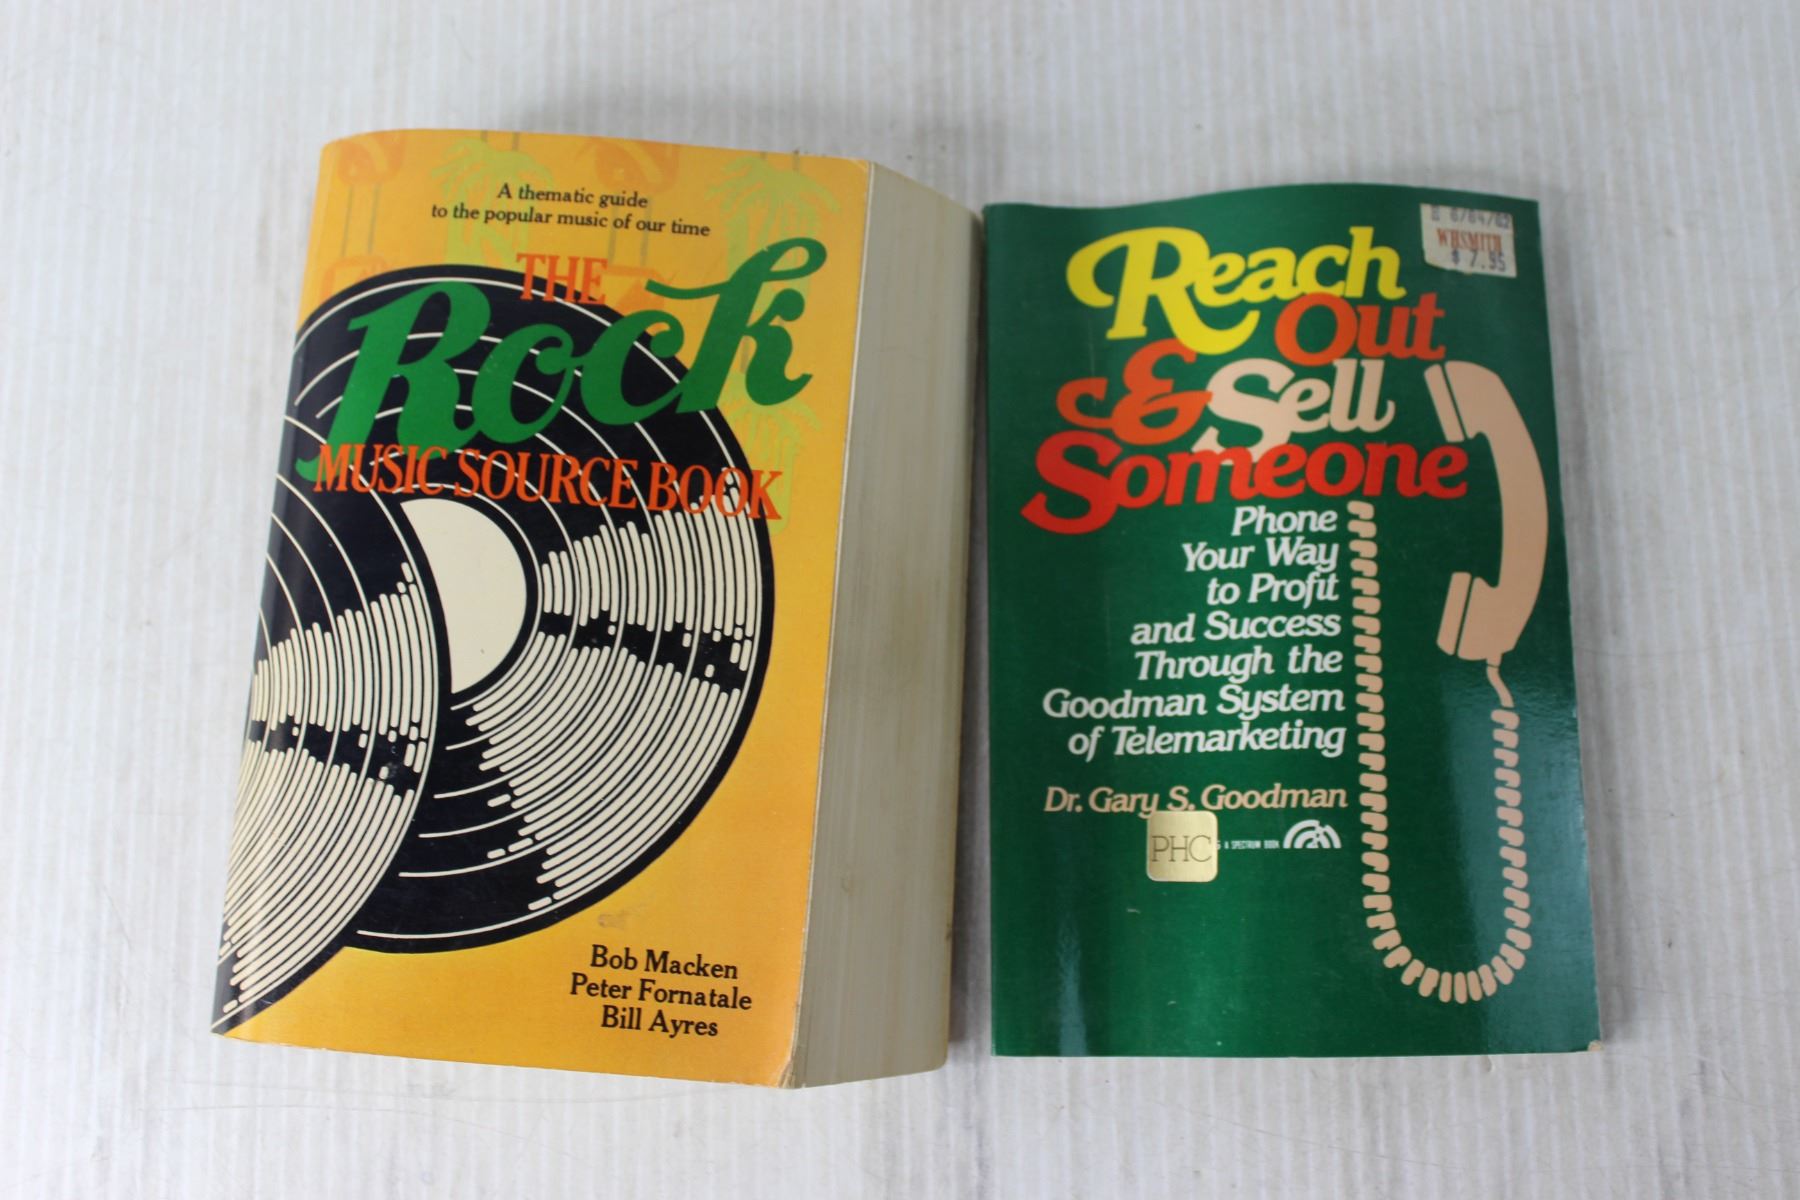 A thematic guide
to the popular music of our time
THE
Rock
MUSIC SOURCE BOOK
Bob Macken
Peter Fornatale
Bill Ayres
WHSMITH
$ 7.95
Reach
Out
& Sell
Someone
Phone
Your Way
to Profit
and Success
Through the
Goodman System
of Telemarketing
Dr. Gary S. Goodman
PHC
A SPECTRUM BOOK